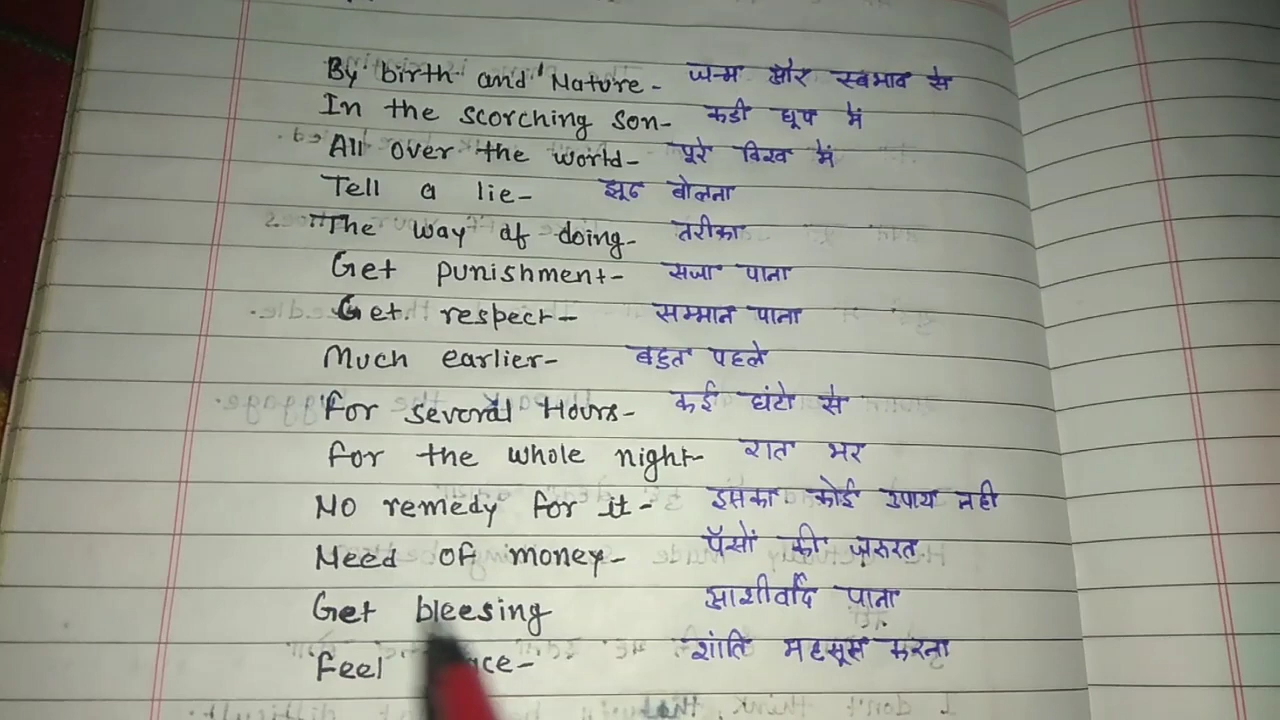 By birth and Nature- जन्म और स्वभाव से
In the scorching son- कडी धूप में
All over the world- पूरे विश्व में
Tell a lie- झूठ बोलना
The way of doing- तरीका
Get punishment- सजा पाना
Get. respect- सम्मान पाना
Much earlier- बहुत पहले
For several Hours- कई घंटो से
For the whole night- रात भर
No remedy for it- इसका कोई उपाय नही
Need of money- पॅसों की ज़रुरत
Get bleesing आशीर्वाद पाना
Feel शांति महसूस करना